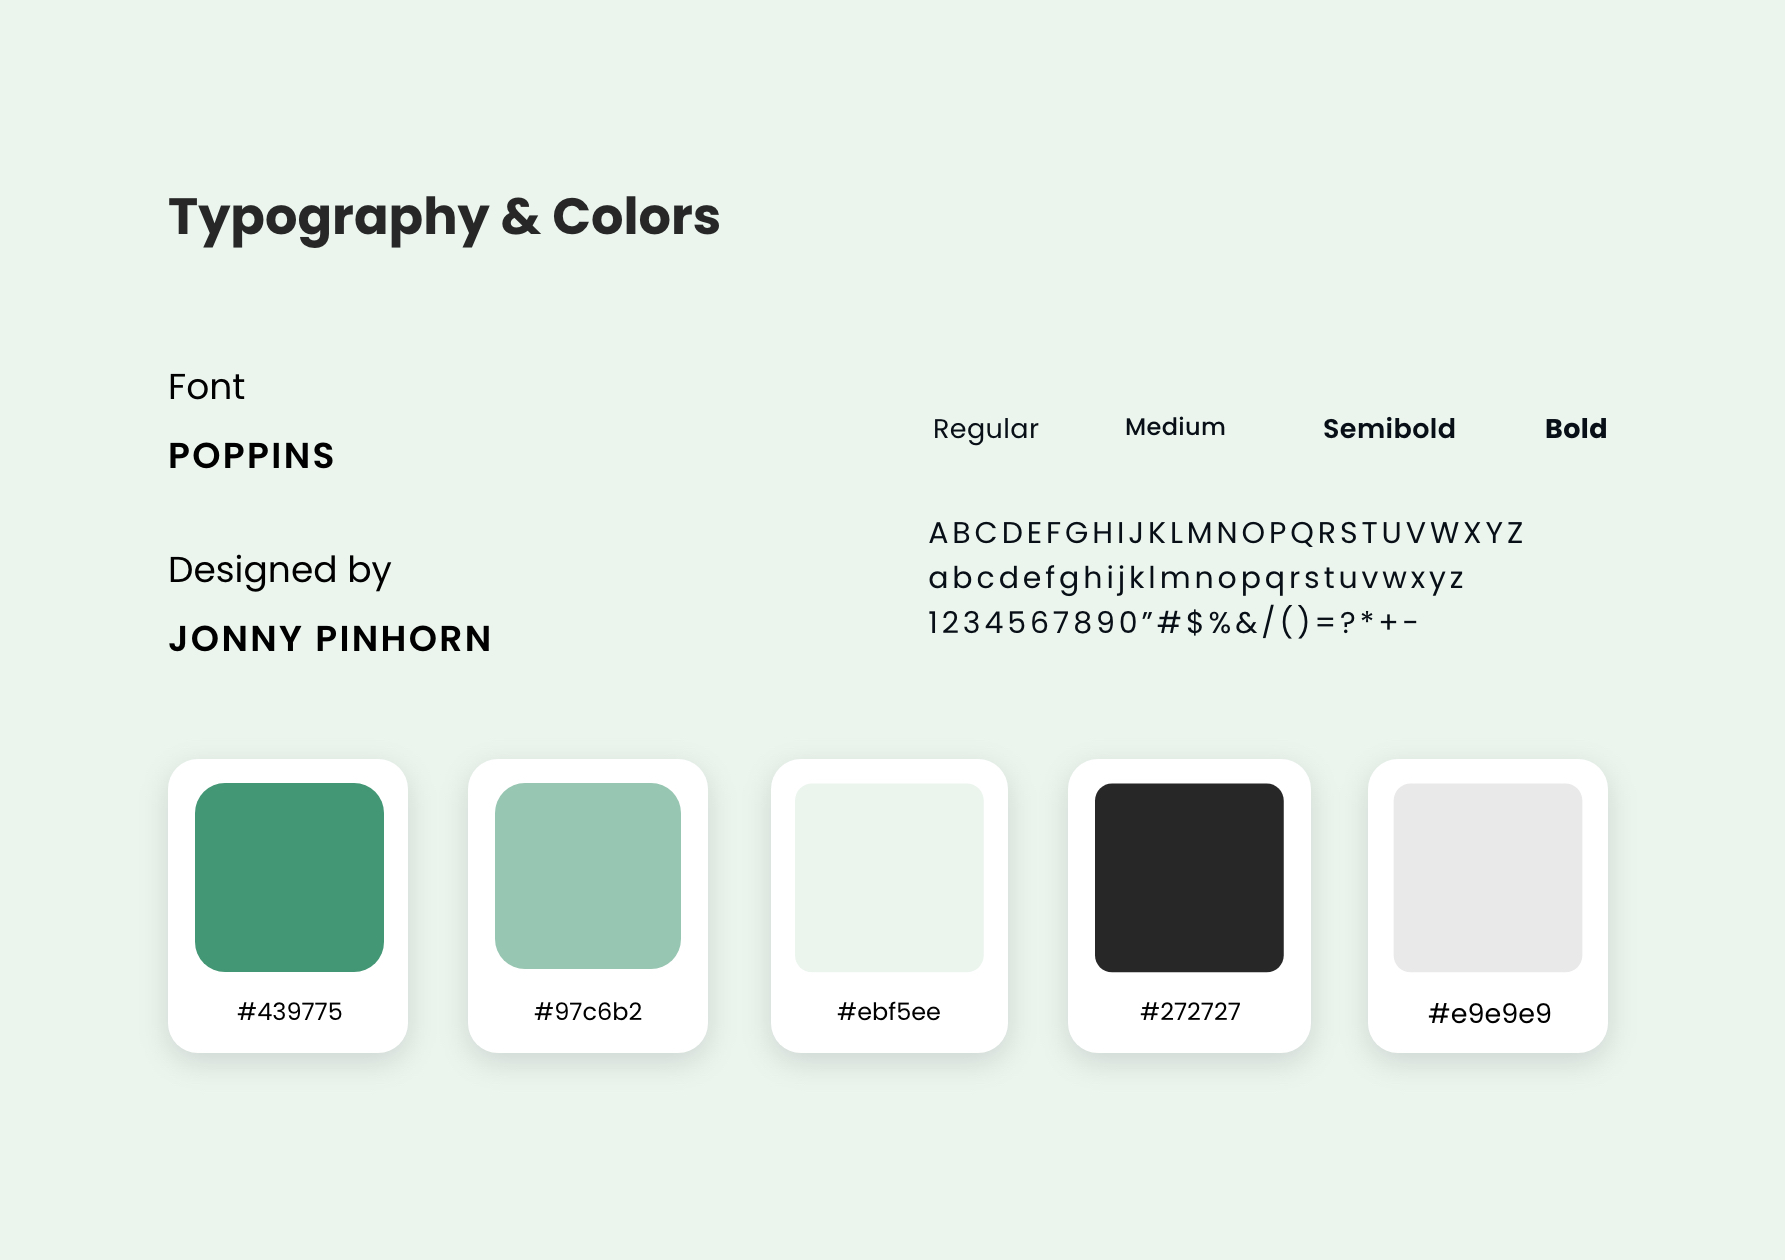 Typography & Colors
Font
POPPINS
Designed by
JONNY PINHORN
Regular Medium Semibold Bold
ABCDEFGHIJKLMNOPQRSTUVWXYZ
abcdefghijklmnopqrstuvwxyz
1234567890”#$%&/()=?*+-
#439775
#97c6b2
#ebf5ee
#272727
#e9e9e9